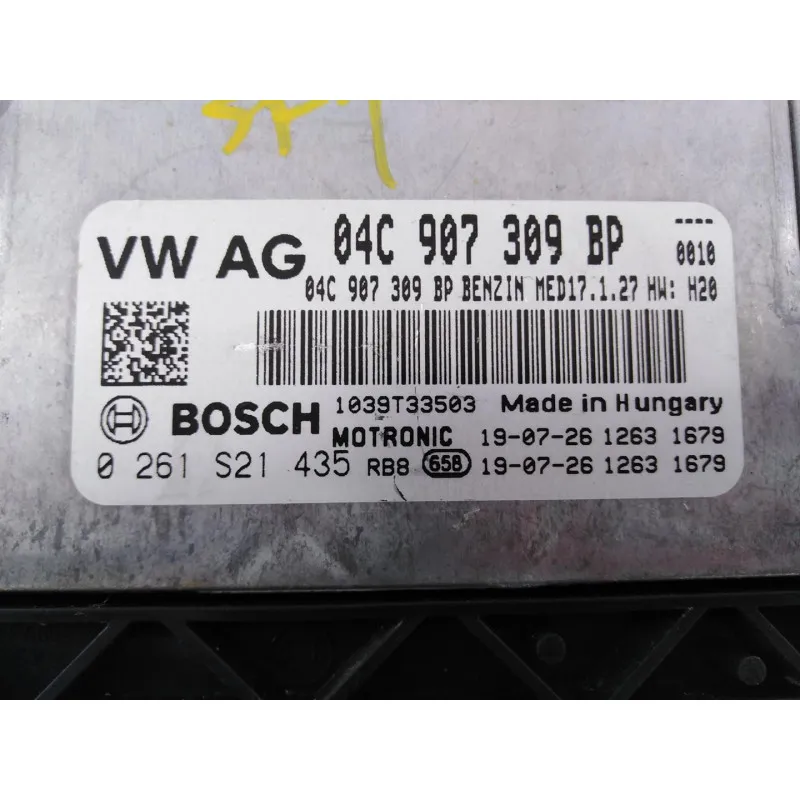 VW AG 04C 907 309 BP ----
0010
04C 907 309 BP BENZIN MED17.1.27 HW: H20
BOSCH 1039T33503 Made in Hungary
MOTRONIC 19-07-26 1263 1679
0 261 S21 435 RB8 658 19-07-26 1263 1679